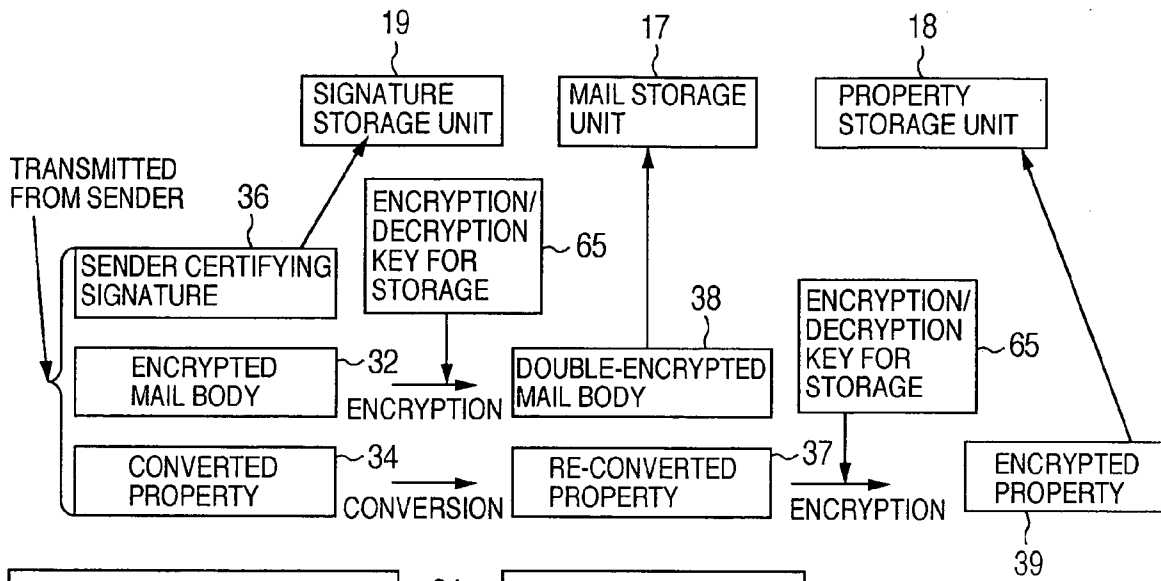 19
17
18
SIGNATURE
STORAGE UNIT
MAIL STORAGE
UNIT
PROPERTY
STORAGE UNIT
TRANSMITTED
FROM SENDER
36
SENDER CERTIFYING
SIGNATURE
ENCRYPTION/
DECRYPTION
KEY FOR
STORAGE
65
38
ENCRYPTION/
DECRYPTION
KEY FOR
STORAGE
65
ENCRYPTED
MAIL BODY
32
ENCRYPTION
DOUBLE-ENCRYPTED
MAIL BODY
CONVERTED
PROPERTY
34
CONVERSION
RE-CONVERTED
PROPERTY
37
ENCRYPTION
ENCRYPTED
PROPERTY
39